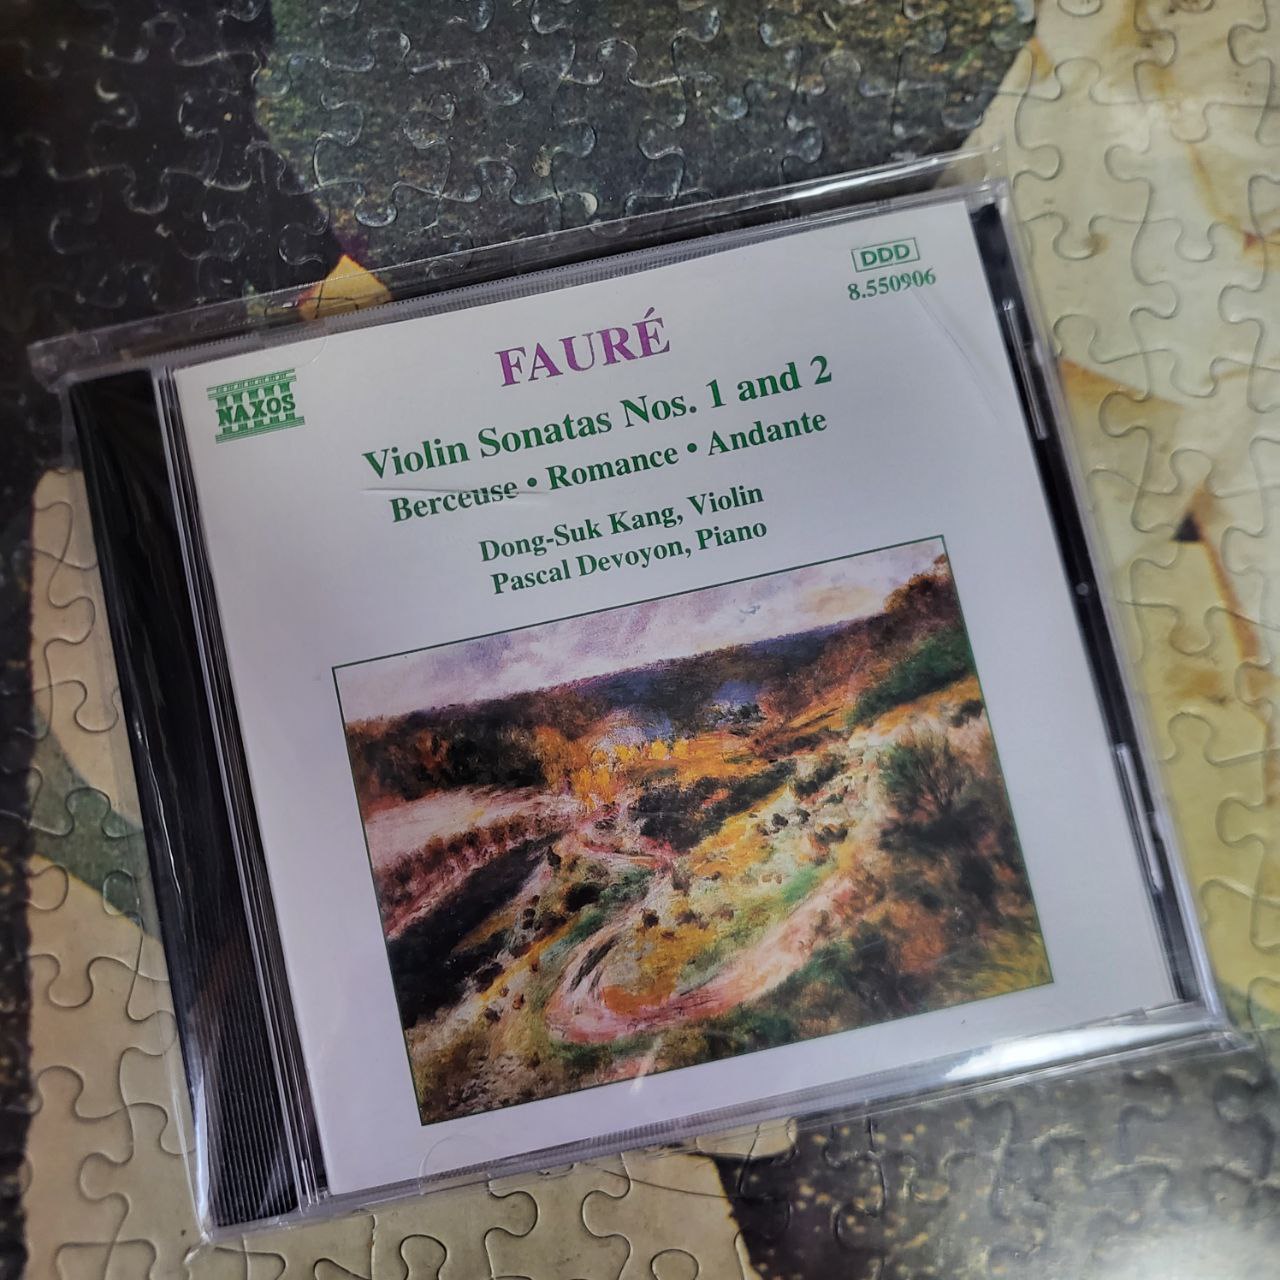 DDD
8.550906
NAXOS
FAURÉ
Violin Sonatas Nos. 1 and 2
Berceuse • Romance • Andante
Dong-Suk Kang, Violin
Pascal Devoyon, Piano